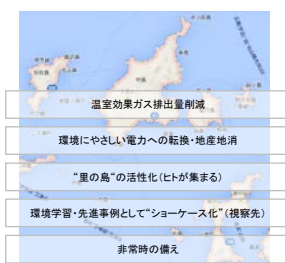 温室効果ガス排出量削減
環境にやさしい電力への転換・地産地消
“里の島“の活性化(ヒトが集まる)
環境学習・先進事例として“ショーケース化”(視察先)
非常時の備え